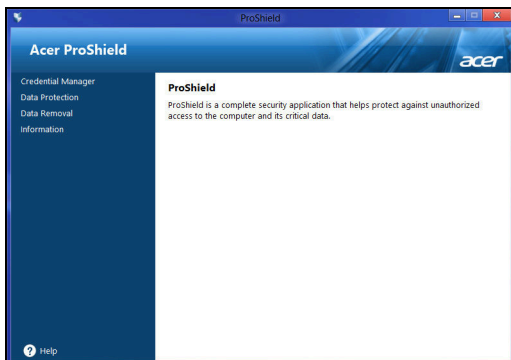 ProShield
Acer ProShield
acer
Credential Manager
Data Protection
Data Removal
Information
ProShield
ProShield is a complete security application that helps protect against unauthorized
access to the computer and its critical data.
? Help